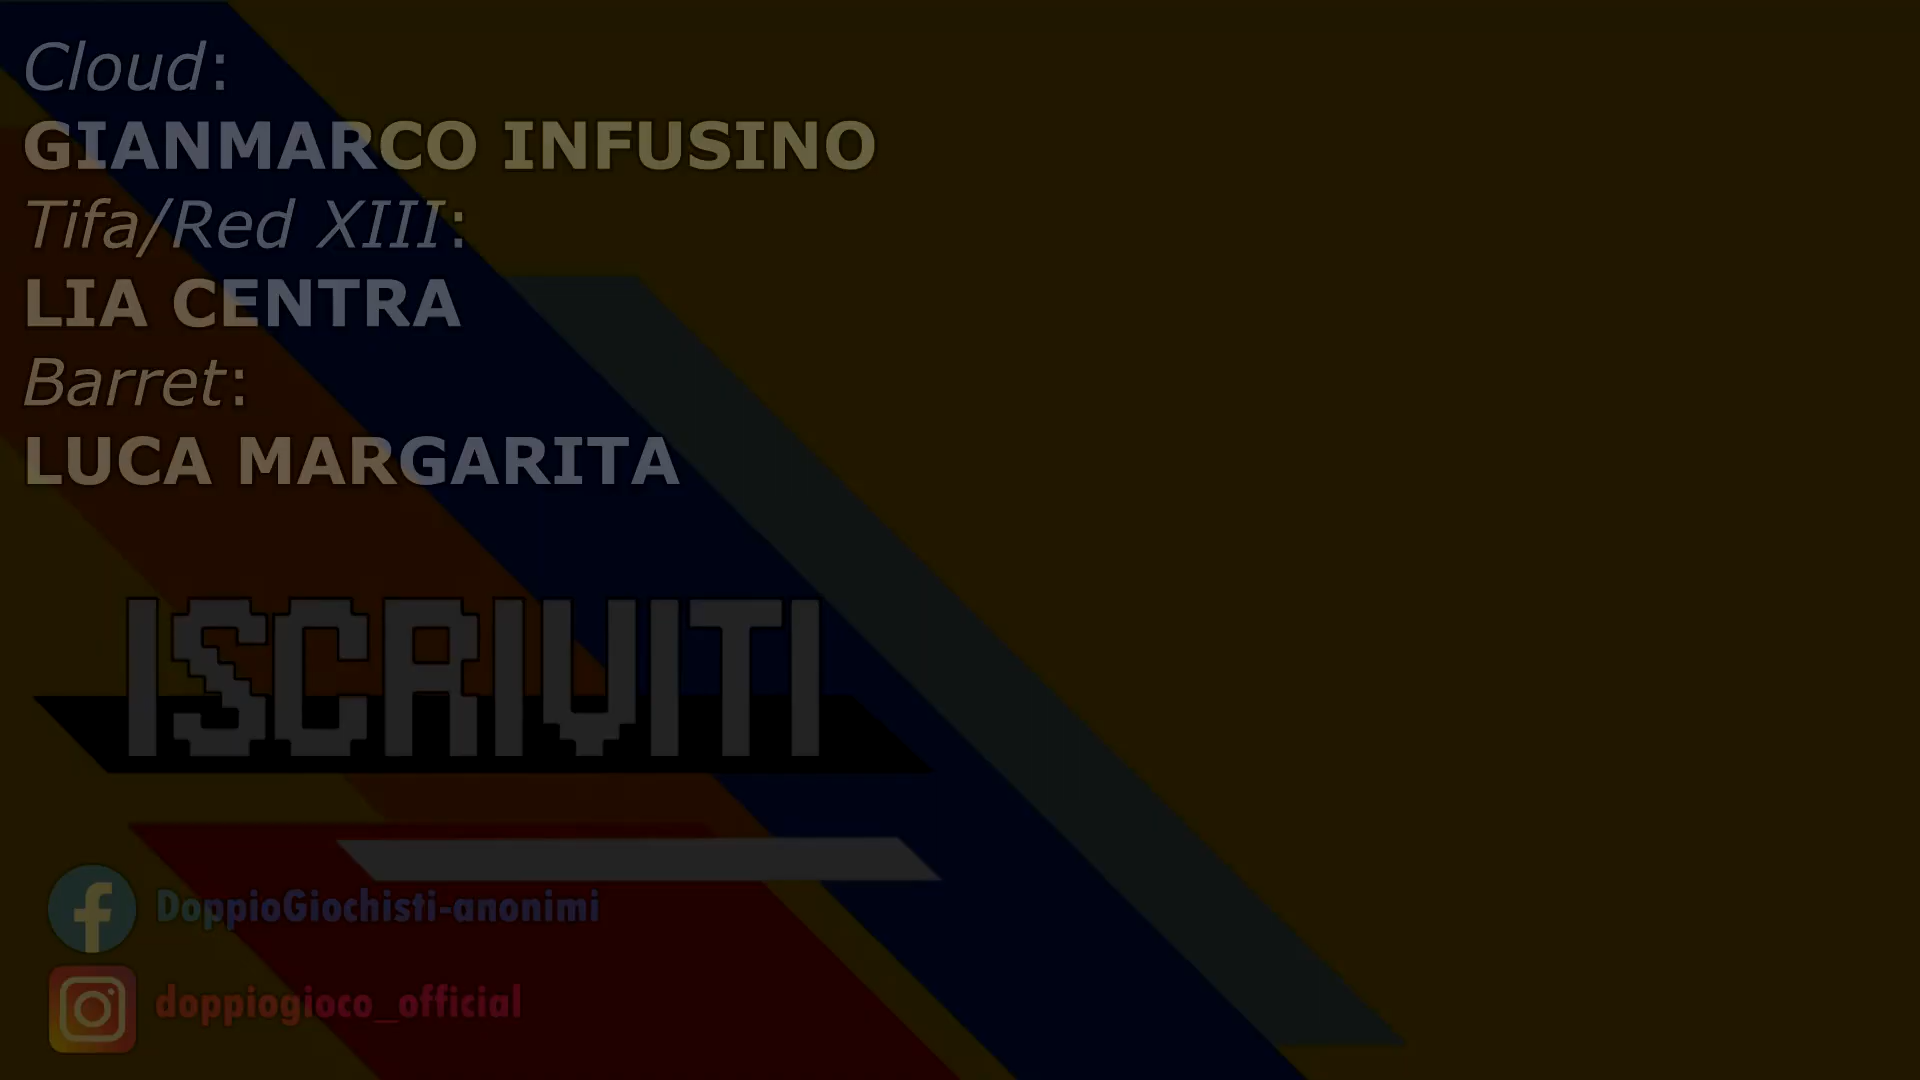 Cloud:
GIANMARCO INFUSINO
Tifa/Red XIII:
LIA CENTRA
Barret:
LUCA MARGARITA
ISCRIVITI
DoppioGiochisti-anonimi
doppiogioco_official